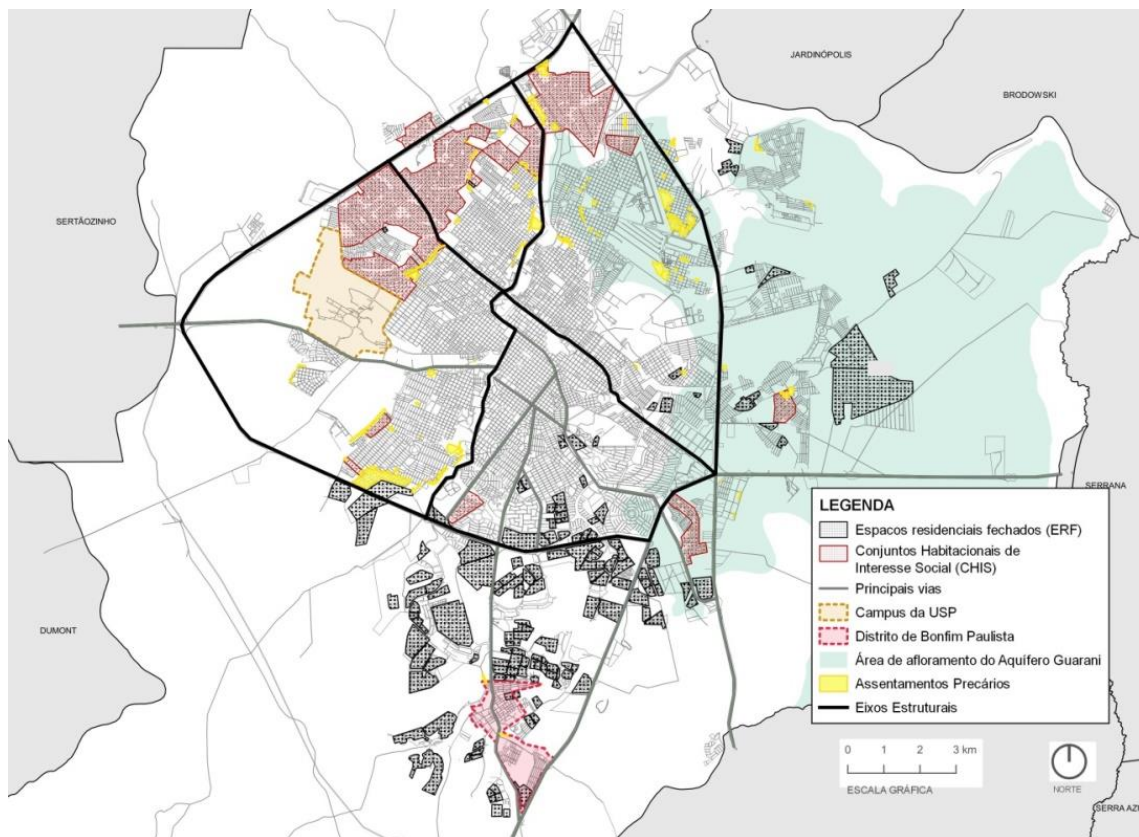 JARDINÓPOLIS
BRODOWSKI
SERTÃOZINHO
SERRANA
DUMONT
LEGENDA
Espacos residenciais fechados (ERF)
Conjuntos Habitacionais de
Interesse Social (CHIS)
Principais vias
Campus da USP
Distrito de Bonfim Paulista
Área de afloramento do Aquífero Guarani
Assentamentos Precários
Eixos Estruturais
0 1 2 3 km
ESCALA GRÁFICA
NORTE
SERRA AZU